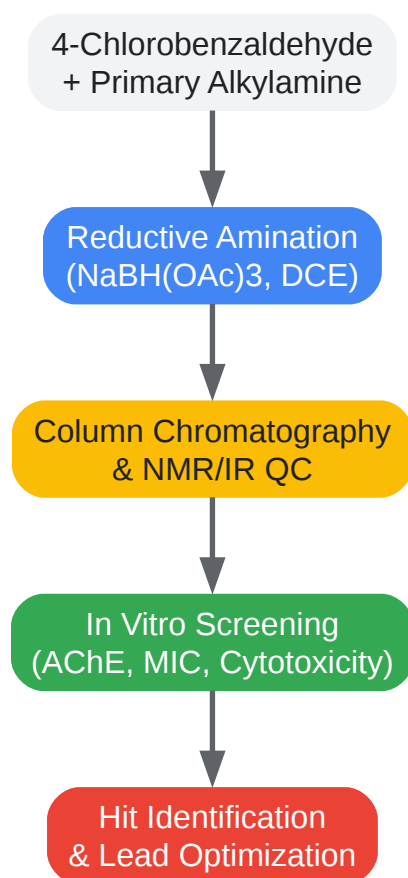 4-Chlorobenzaldehyde
+ Primary Alkylamine
Reductive Amination
(NaBH(OAc)3, DCE)
Column Chromatography
& NMR/IR QC
In Vitro Screening
(AChE, MIC, Cytotoxicity)
Hit Identification
& Lead Optimization